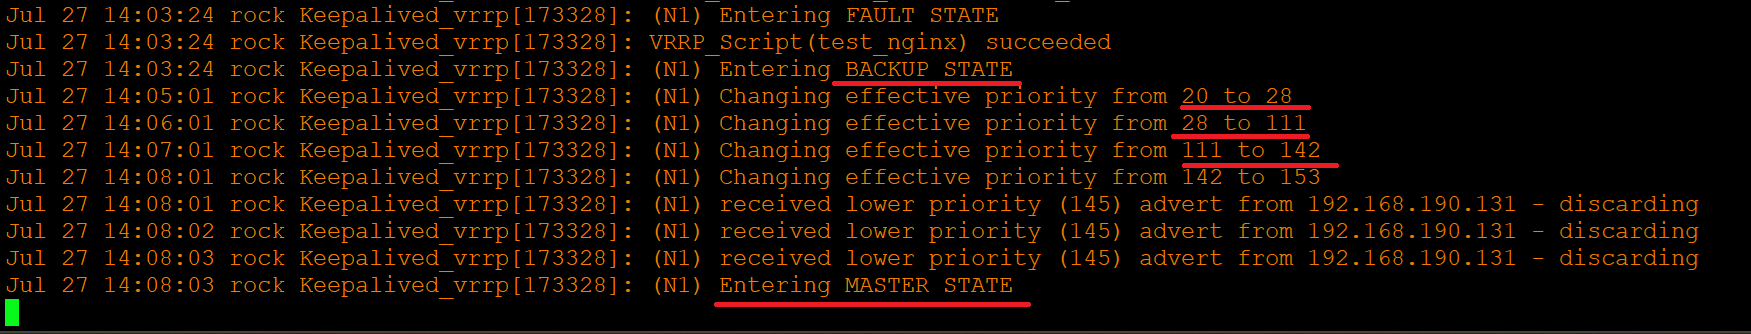 Jul 27 14:03:24 rock Keepalived_vrrp[173328]: (N1) Entering FAULT STATE
Jul 27 14:03:24 rock Keepalived_vrrp[173328]: VRRP_Script(test_nginx) succeeded
Jul 27 14:03:24 rock Keepalived_vrrp[173328]: (N1) Entering BACKUP STATE
Jul 27 14:05:01 rock Keepalived_vrrp[173328]: (N1) Changing effective priority from 20 to 28
Jul 27 14:06:01 rock Keepalived_vrrp[173328]: (N1) Changing effective priority from 28 to 111
Jul 27 14:07:01 rock Keepalived_vrrp[173328]: (N1) Changing effective priority from 111 to 142
Jul 27 14:08:01 rock Keepalived_vrrp[173328]: (N1) Changing effective priority from 142 to 153
Jul 27 14:08:01 rock Keepalived_vrrp[173328]: (N1) received lower priority (145) advert from 192.168.190.131 - discarding
Jul 27 14:08:02 rock Keepalived_vrrp[173328]: (N1) received lower priority (145) advert from 192.168.190.131 - discarding
Jul 27 14:08:03 rock Keepalived_vrrp[173328]: (N1) received lower priority (145) advert from 192.168.190.131 - discarding
Jul 27 14:08:03 rock Keepalived_vrrp[173328]: (N1) Entering MASTER STATE